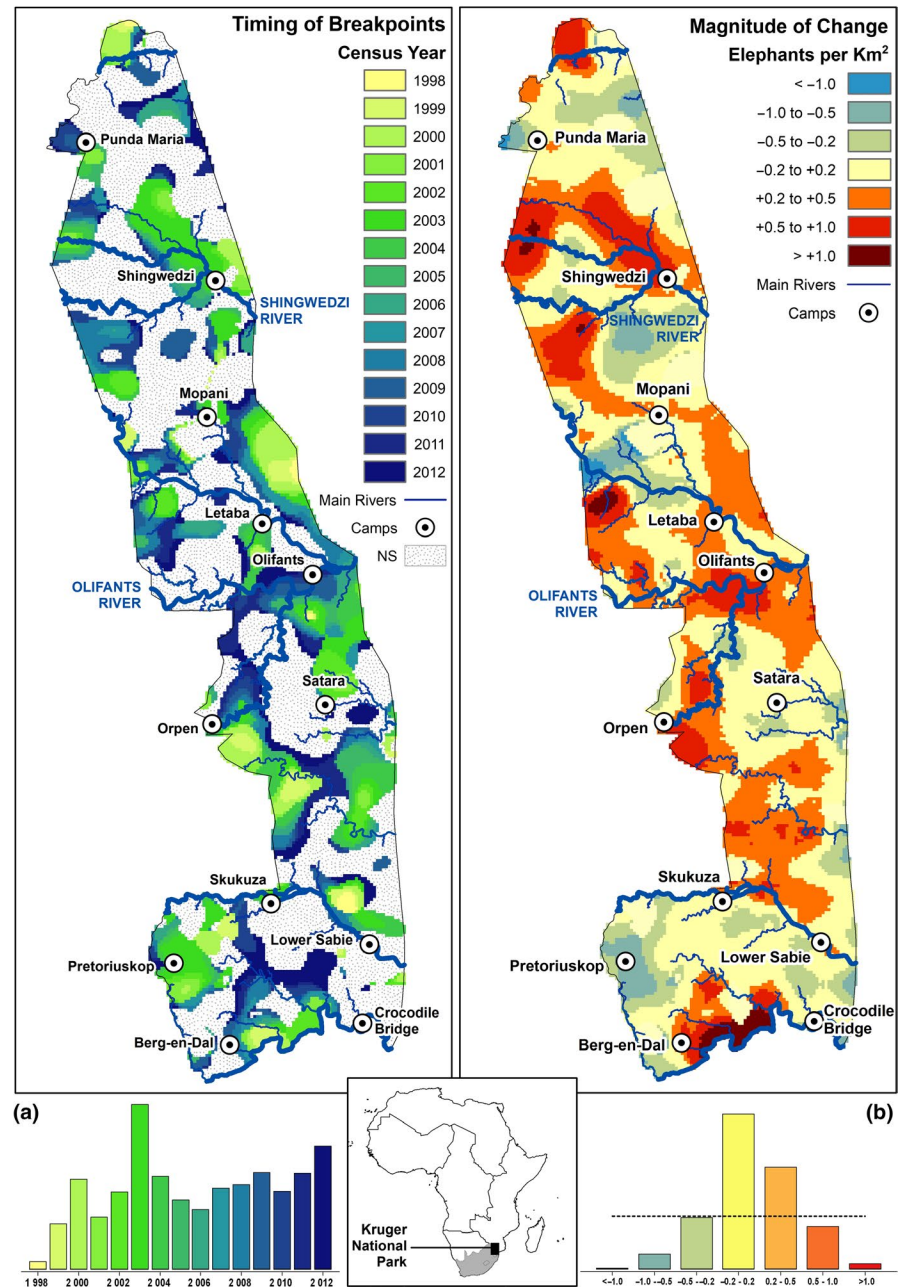 Timing of Breakpoints
Census Year
1998
1999
2000
2001
2002
2003
2004
2005
2006
2007
2008
2009
2010
2011
2012
Main Rivers
Camps
NS
Punda Maria
Shingwedzi
SHINGWEDZI
RIVER
Mopani
Letaba
Olifants
OLIFANTS
RIVER
Satara
Orpen
Skukuza
Lower Sabie
Pretoriuskop
Crocodile
Bridge
Berg-en-Dal
Magnitude of Change
Elephants per Km²
< −1.0
−1.0 to −0.5
−0.5 to −0.2
−0.2 to +0.2
+0.2 to +0.5
+0.5 to +1.0
> +1.0
Main Rivers
Camps
Punda Maria
Shingwedzi
SHINGWEDZI
RIVER
Mopani
Letaba
Olifants
OLIFANTS
RIVER
Satara
Orpen
Skukuza
Lower Sabie
Pretoriuskop
Crocodile
Bridge
Berg-en-Dal
(a)
1 998 2 000 2 002 2 004 2 006 2 008 2 010 2 012
Kruger
National
Park
(b)
<−1.0 −1.0 - −0.5 −0.5 - −0.2 −0.2 - 0.2 0.2 - 0.5 0.5 - 1.0 >1.0